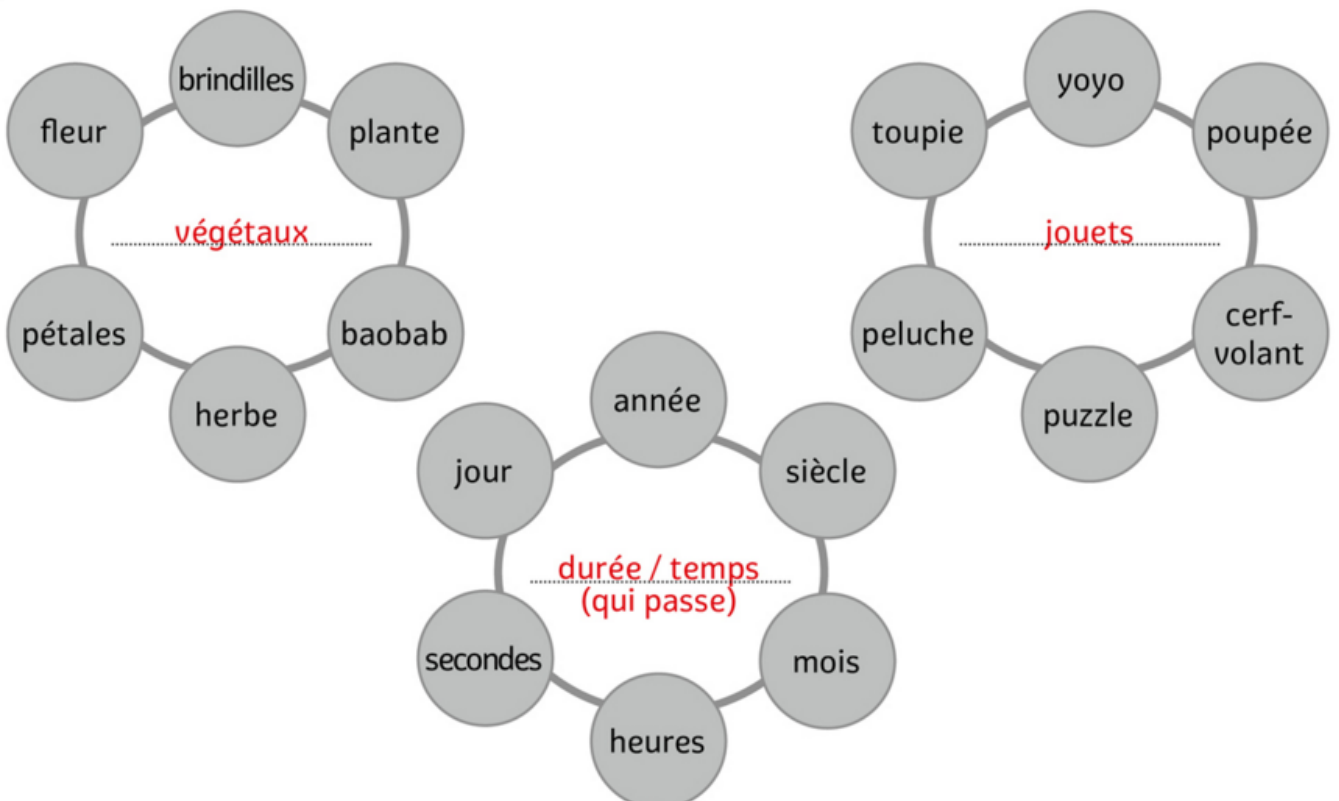 brindilles
fleur
plante
végétaux
pétales
baobab
herbe
yoyo
toupie
poupée
jouets
peluche
cerf-
volant
puzzle
année
jour
siècle
durée / temps
(qui passe)
secondes
mois
heures